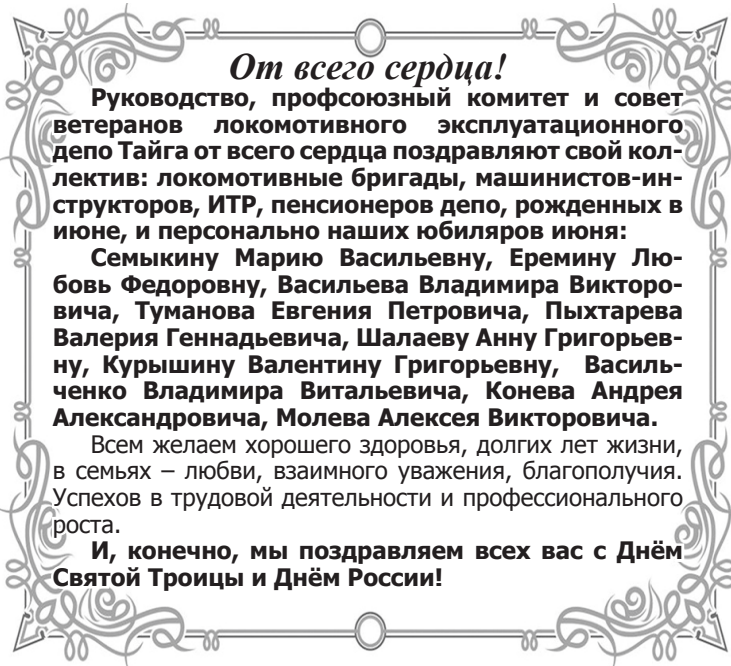 От всего сердца!
Руководство, профсоюзный комитет и совет
ветеранов локомотивного эксплуатационного
депо Тайга от всего сердца поздравляют свой кол-
лектив: локомотивные бригады, машинистов-ин-
структоров, ИТР, пенсионеров депо, рожденных в
июне, и персонально наших юбиляров июня:
Семыкину Марию Васильевну, Еремину Лю-
бовь Федоровну, Васильева Владимира Викторо-
вича, Туманова Евгения Петровича, Пыхтарева
Валерия Геннадьевича, Шалаеву Анну Григорьев-
ну, Курышину Валентину Григорьевну, Василь-
ченко Владимира Витальевича, Конева Андрея
Александровича, Молева Алексея Викторовича.
Всем желаем хорошего здоровья, долгих лет жизни,
в семьях – любви, взаимного уважения, благополучия.
Успехов в трудовой деятельности и профессионального
роста.
И, конечно, мы поздравляем всех вас с Днём
Святой Троицы и Днём России!